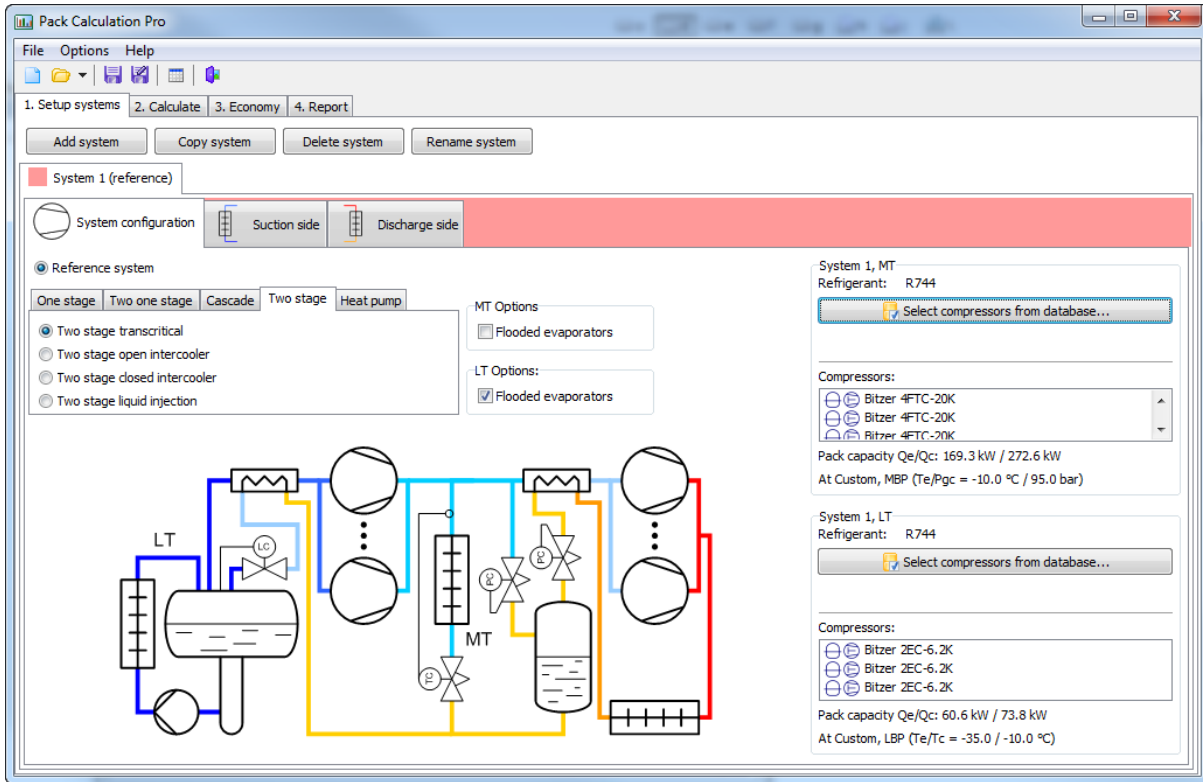 Pack Calculation Pro
File Options Help
1. Setup systems 2. Calculate 3. Economy 4. Report
Add system Copy system Delete system Rename system
System 1 (reference)
System configuration Suction side Discharge side
Reference system
One stage Two one stage Cascade Two stage Heat pump
Two stage transcritical
Two stage open intercooler
Two stage closed intercooler
Two stage liquid injection
MT Options
Flooded evaporators
LT Options:
Flooded evaporators
LT
LC
PC
PC
TC
MT
System 1, MT
Refrigerant: R744
Select compressors from database...
Compressors:
Bitzer 4FTC-20K
Bitzer 4FTC-20K
Bitzer 4FTC-20K
Pack capacity Qe/Qc: 169.3 kW / 272.6 kW
At Custom, MBP (Te/Pgc = -10.0 °C / 95.0 bar)
System 1, LT
Refrigerant: R744
Select compressors from database...
Compressors:
Bitzer 2EC-6.2K
Bitzer 2EC-6.2K
Bitzer 2EC-6.2K
Pack capacity Qe/Qc: 60.6 kW / 73.8 kW
At Custom, LBP (Te/Tc = -35.0 / -10.0 °C)